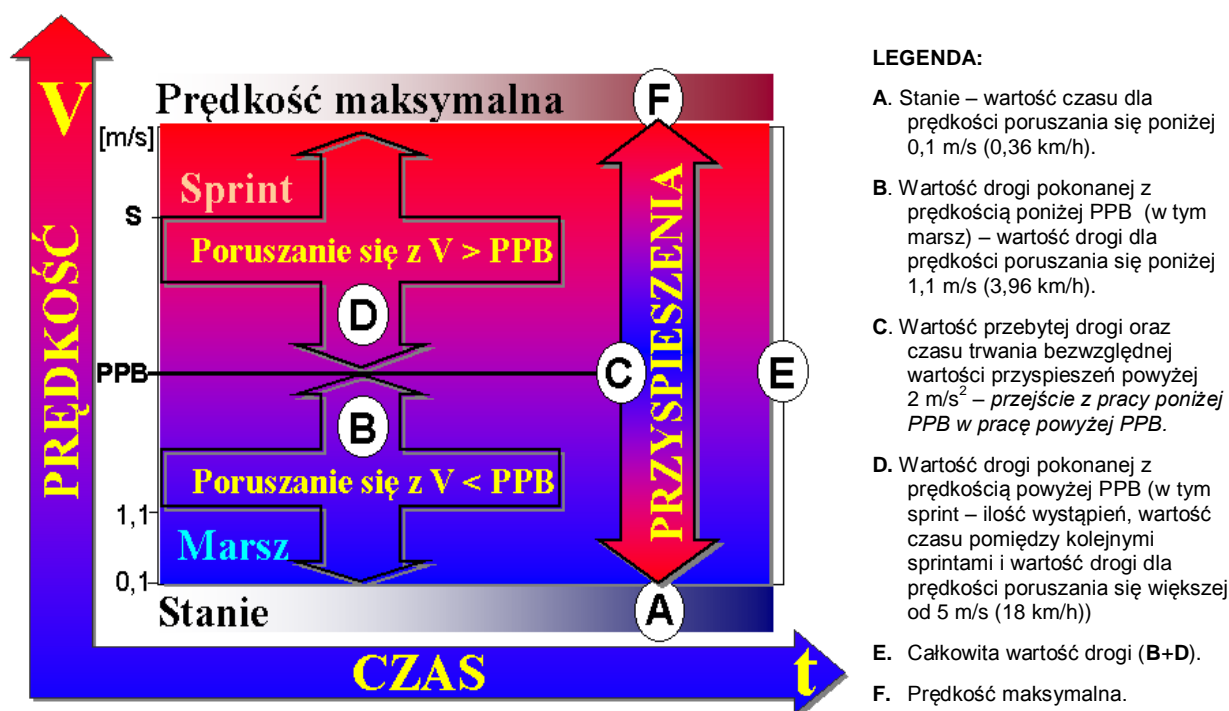 V
PRĘDKOŚĆ
[m/s]
S
PPB
1,1
0,1
Prędkość maksymalna
F
Sprint
Poruszanie się z V > PPB
D
C
E
B
Poruszanie się z V < PPB
Marsz
PRZYSPIESZENIA
Stanie
A
CZAS
t
LEGENDA:
A. Stanie – wartość czasu dla
prędkości poruszania się poniżej
0,1 m/s (0,36 km/h).
B. Wartość drogi pokonanej z
prędkością poniżej PPB (w tym
marsz) – wartość drogi dla
prędkości poruszania się poniżej
1,1 m/s (3,96 km/h).
C. Wartość przebytej drogi oraz
czasu trwania bezwzględnej
wartości przyspieszeń powyżej
2 m/s² – przejście z pracy poniżej
PPB w pracę powyżej PPB.
D. Wartość drogi pokonanej z
prędkością powyżej PPB (w tym
sprint – ilość wystąpień, wartość
czasu pomiędzy kolejnymi
sprintami i wartość drogi dla
prędkości poruszania się większej
od 5 m/s (18 km/h))
E. Całkowita wartość drogi (B+D).
F. Prędkość maksymalna.